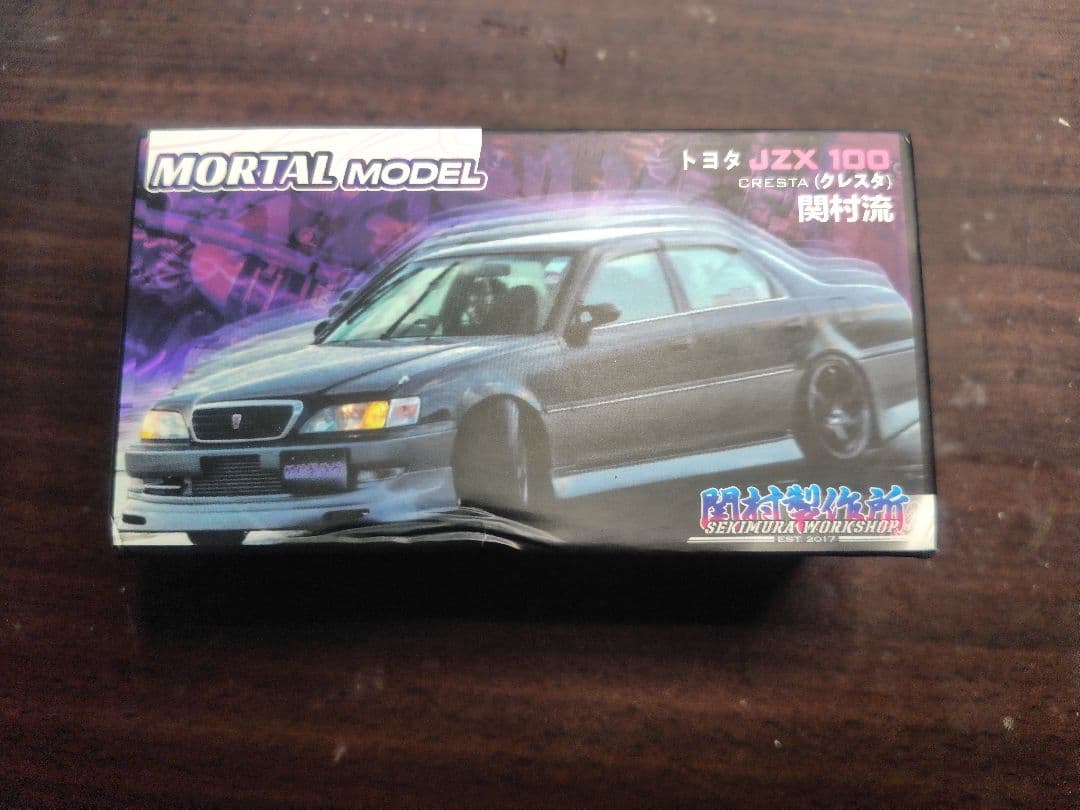 MORTAL MODEL
トヨタ JZX 100
CRESTA (クレスタ)
関村流
関村製作所
SEKIMURA WORKSHOP
EST. 2017